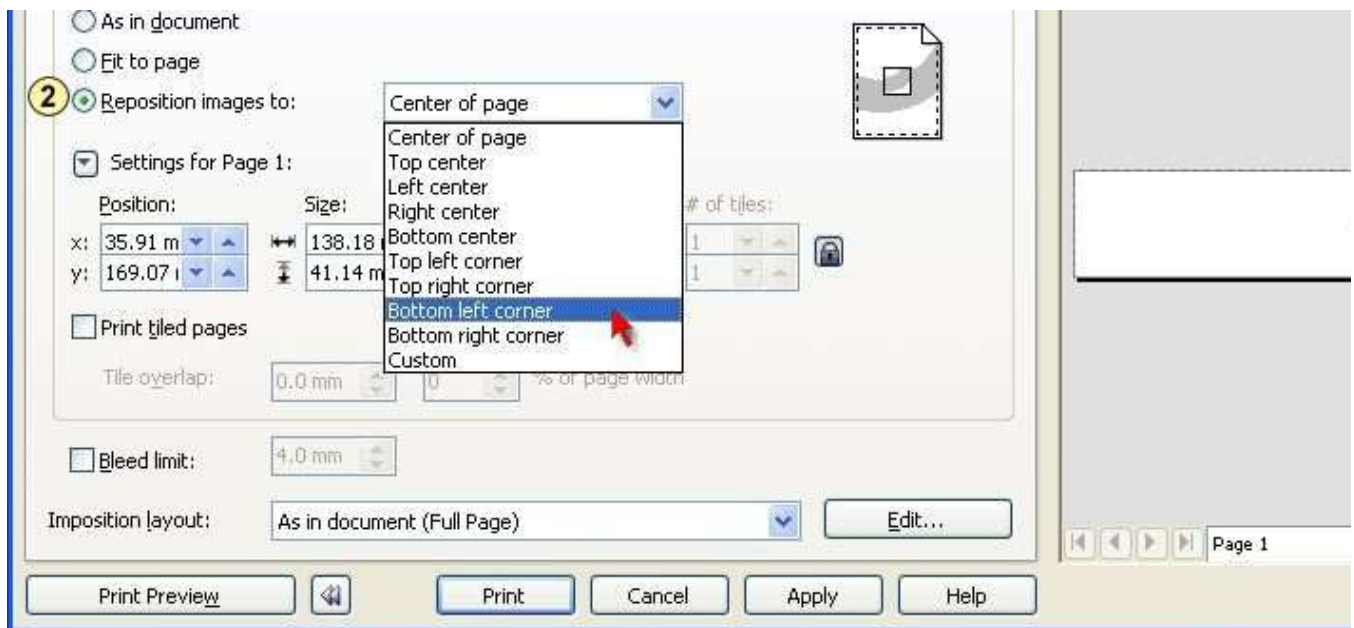 As in document
Fit to page
2 Reposition images to: Center of page
Center of page
Top center
Left center
Right center
Bottom center
Top left corner
Top right corner
Bottom left corner
Bottom right corner
Custom
Settings for Page 1:
Position: Size: # of tiles:
x: 35.91 m 138.18 1
y: 169.07 41.14 m 1
Print tiled pages
Tile overlap: 0.0 mm 0 % of page width
Bleed limit: 4.0 mm
Imposition layout: As in document (Full Page) Edit...
Page 1
Print Preview Print Cancel Apply Help